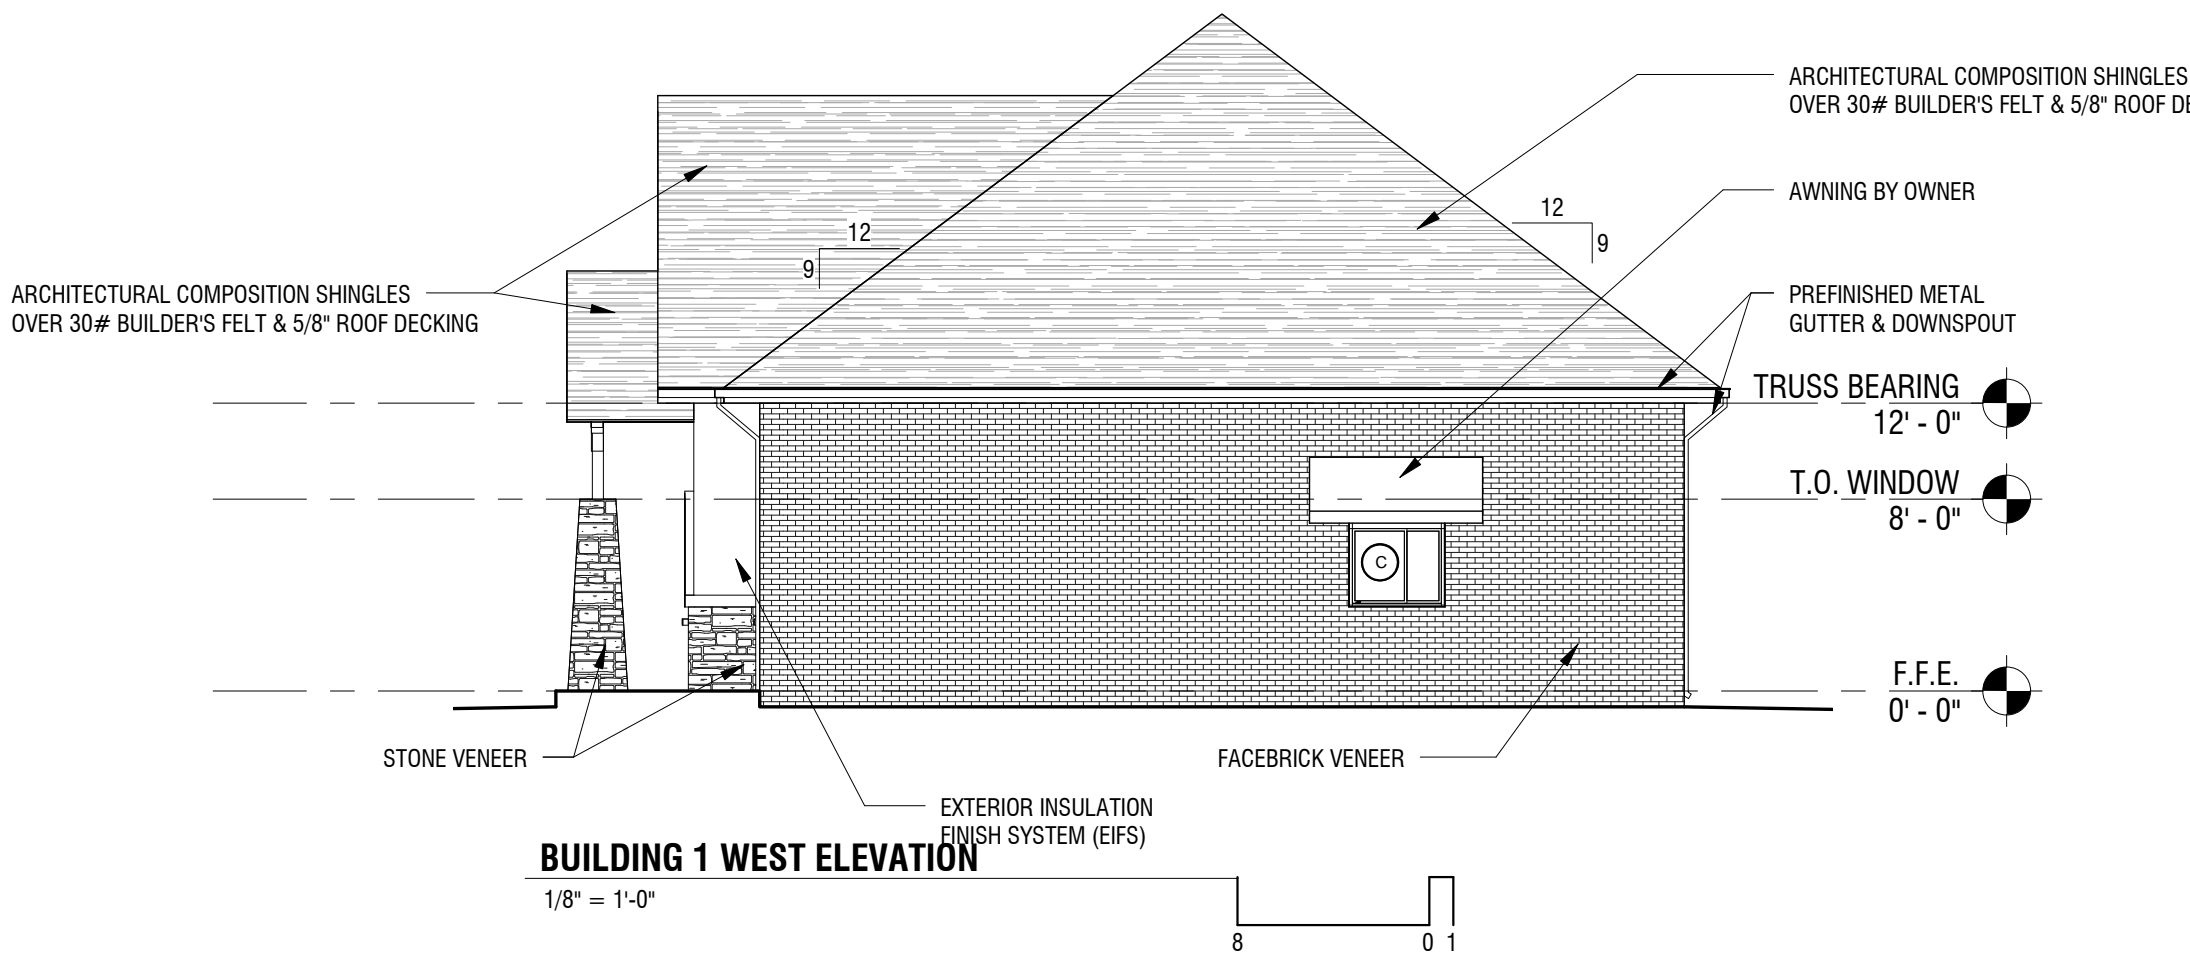 ARCHITECTURAL COMPOSITION SHINGLES
OVER 30# BUILDER'S FELT & 5/8" ROOF DE
AWNING BY OWNER
12
9
12
9
ARCHITECTURAL COMPOSITION SHINGLES
OVER 30# BUILDER'S FELT & 5/8" ROOF DECKING
PREFINISHED METAL
GUTTER & DOWNSPOUT
TRUSS BEARING
12' - 0"
T.O. WINDOW
8' - 0"
C
F.F.E.
0' - 0"
STONE VENEER
FACEBRICK VENEER
EXTERIOR INSULATION
FINISH SYSTEM (EIFS)
BUILDING 1 WEST ELEVATION
1/8" = 1'-0"
8 0 1